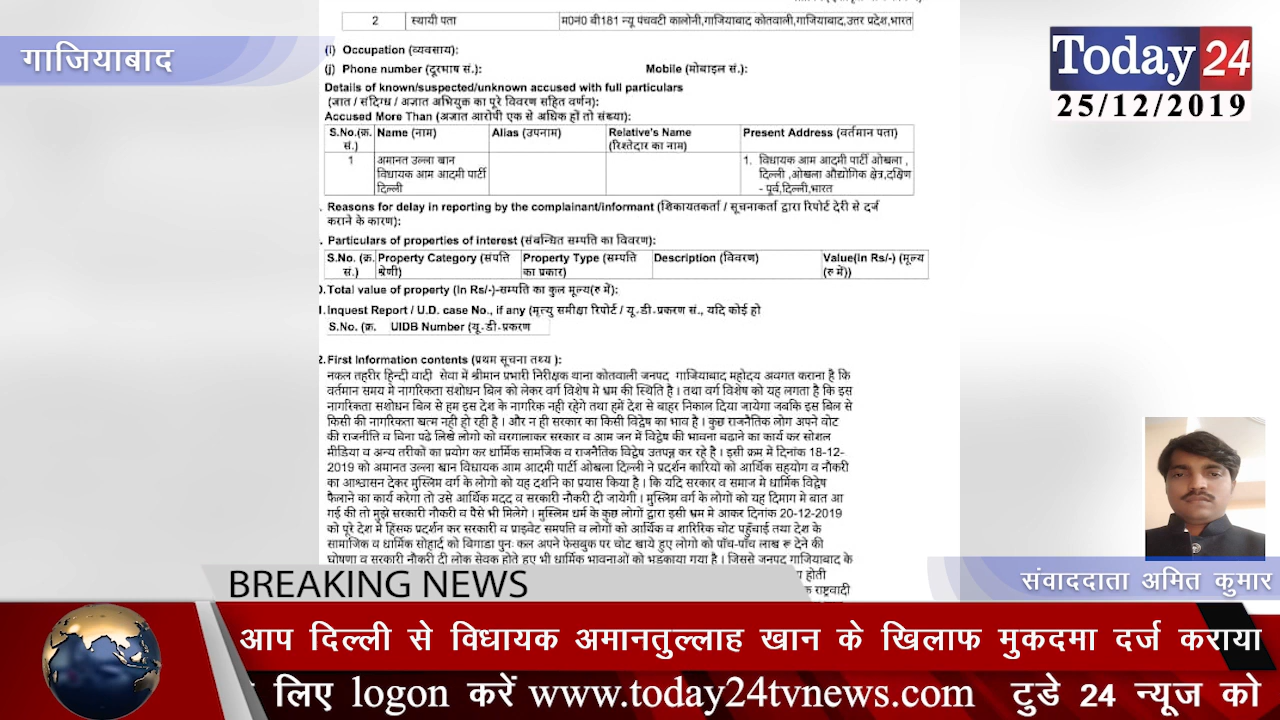 2 स्थायी पता म0नं0 बी181 न्यू पंचवटी कालोनी,गाजियाबाद कोतवाली,गाजियाबाद,उत्तर प्रदेश,भारत
गाजियाबाद
Today 24
25/12/2019
(i) Occupation (व्यवसाय):
(j) Phone number (दूरभाष सं.): Mobile (मोबाइल सं.):
Details of known/suspected/unknown accused with full particulars
(ज्ञात / संदिग्ध / अज्ञात अभियुक्त का पूरे विवरण सहित वर्णन):
Accused More Than (अज्ञात आरोपी एक से अधिक हों तो संख्या):
S.No.(क्र. सं.) Name (नाम) Alias (उपनाम) Relative's Name (रिश्तेदार का नाम) Present Address (वर्तमान पता)
1 अमानत उल्ला खान 1. विधायक आम आदमी पार्टी ओखला ,
विधायक आम आदमी पार्टी दिल्ली ,ओखला औद्योगिक क्षेत्र,दक्षिण
दिल्ली - पूर्व,दिल्ली,भारत
Reasons for delay in reporting by the complainant/informant (शिकायतकर्ता / सूचनाकर्ता द्वारा रिपोर्ट देरी से दर्ज
कराने के कारण):
Particulars of properties of interest (संबन्धित सम्पत्ति का विवरण):
S.No. (क्र. सं.) Property Category (संपत्ति श्रेणी) Property Type (सम्पत्ति का प्रकार) Description (विवरण) Value(In Rs/-) (मूल्य (रु में))
Total value of property (In Rs/-)-सम्पत्ति का कुल मूल्य(रु में):
Inquest Report / U.D. case No., if any (मृत्यु समीक्षा रिपोर्ट / यू.डी.प्रकरण सं., यदि कोई हो
S.No. (क्र. UIDB Number (यू.डी.प्रकरण
First Information contents (प्रथम सूचना तथ्य ):
नकल तहरीर हिन्दी वादी सेवा में श्रीमान प्रभारी निरीक्षक थाना कोतवाली जनपद गाजियाबाद महोदय अवगत कराना है कि
वर्तमान समय मे नागरिकता संशोधन बिल को लेकर वर्ग विशेष मे भ्रम की स्थिति है । तथा वर्ग विशेष को यह लगता है कि इस
नागरिकता सशोधन बिल से हम इस देश के नागरिक नही रहेगे तथा हमें देश से बाहर निकाल दिया जायेगा जबकि इस बिल से
किसी की नागरिकता खत्म नही हो रही है । और न ही सरकार का किसी विद्वेष का भाव है । कुछ राजनैतिक लोग अपने वोट
की राजनीति व बिना पढे लिखे लोगो को वरगालाकर सरकार व आम जन में विद्वेष की भावना बढाने का कार्य कर सोशल
मीडिया व अन्य तरीको का प्रयोग कर धार्मिक सामजिक व राजनैतिक विद्वेष उतपन्न कर रहे है । इसी क्रम मे दिनांक 18-12-
2019 को अमानत उल्ला खान विधायक आम आदमी पार्टी ओखला दिल्ली ने प्रदर्शन कारियो को आर्थिक सहयोग व नौकरी
का आश्वासन देकर मुस्लिम वर्ग के लोगो को यह दर्शाने का प्रयास किया है । कि यदि सरकार व समाज मे धार्मिक विद्वेष
फैलाने का कार्य करेगा तो उसे आर्थिक मदद व सरकारी नौकरी दी जायेगी । मुस्लिम वर्ग के लोगों को यह दिमाग मे बात आ
गई की तो मुझे सरकारी नौकरी व पैसे भी मिलेगे । मुस्लिम धर्म के कुछ लोगों द्वारा इसी भ्रम मे आकर दिनांक 20-12-2019
को पूरे देश मे हिंसक प्रदर्शन कर सरकारी व प्राइवेट समपत्ति व लोगों को आर्थिक व शारिरिक चोट पहुँचाई तथा देश के
सामाजिक व धार्मिक सोहार्द को बिगाडा पुनः कल अपने फेसबुक पर चोट खाये हुए लोगो को पाँच-पाँच लाख रू देने की
घोषणा व सरकारी नौकरी दी लोक सेवक होते हुए भी धार्मिक भावनाओं को भडकाया गया है । जिससे जनपद गाजियाबाद के
होती
राष्ट्रवादी
संवाददाता अमित कुमार
BREAKING NEWS
आप दिल्ली से विधायक अमानतुल्लाह खान के खिलाफ मुकदमा दर्ज कराया
लिए logon करें www.today24tvnews.com टुडे 24 न्यूज को